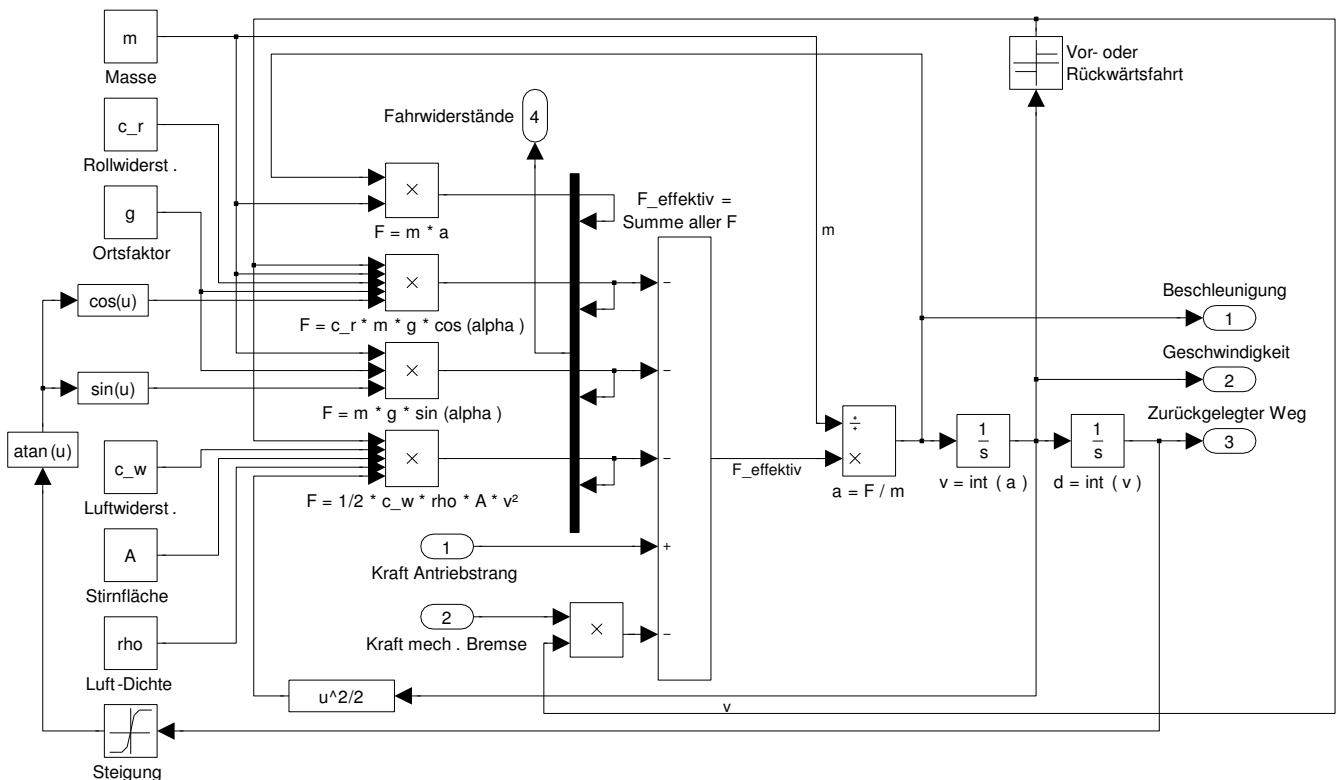 m
Masse
c_r
Rollwiderst .
g
Ortsfaktor
cos(u)
sin(u)
atan(u)
c_w
Luftwiderst .
A
Stirnfläche
rho
Luft-Dichte
Steigung
Fahrwiderstände
4
×
F = m * a
×
F = c_r * m * g * cos (alpha )
×
F = m * g * sin (alpha )
×
F = 1/2 * c_w * rho * A * v²
1
Kraft Antriebstrang
2
Kraft mech . Bremse
×
u^2/2
F_effektiv =
Summe aller F
−
−
−
+
−
F_effektiv
m
v
÷
×
a = F / m
1
s
v = int ( a )
1
s
d = int ( v )
Vor- oder
Rückwärtsfahrt
Beschleunigung
1
Geschwindigkeit
2
Zurückgelegter Weg
3